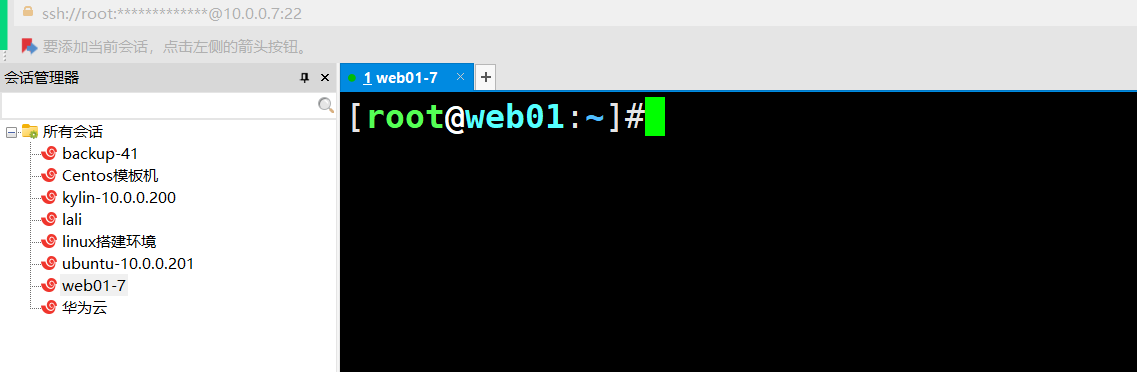 ssh://root:*************@10.0.0.7:22
要添加当前会话，点击左侧的箭头按钮。
会话管理器
1 web01-7
[root@web01:~]#
所有会话
backup-41
Centos模板机
kylin-10.0.0.200
lali
linux搭建环境
ubuntu-10.0.0.201
web01-7
华为云